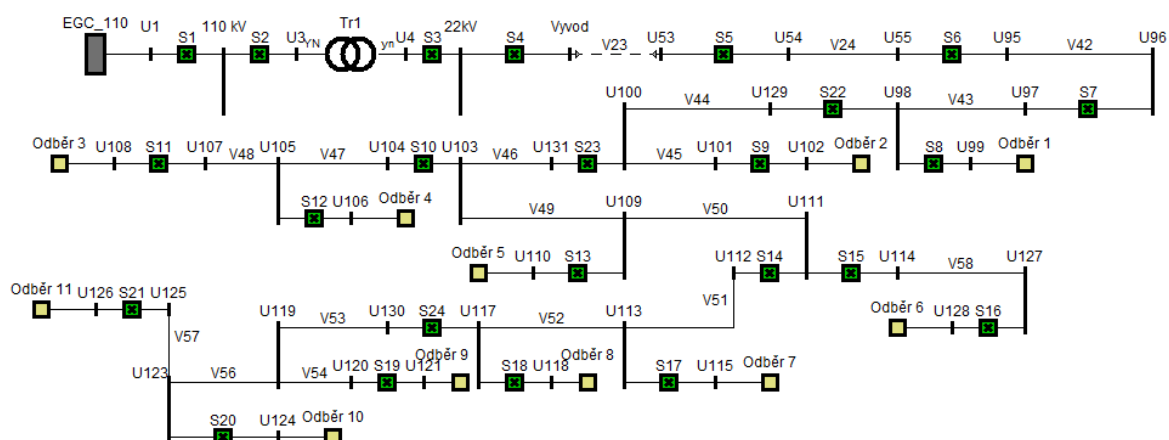 EGC_110 U1 S1 110 kV S2 U3 YN Tr1 yn U4 S3 22kV S4 Vyvod V23 U53 S5 U54 V24 U55 S6 U95 V42 U96
U100 V44 U129 S22 U98 V43 U97 S7
Odběr 3 U108 S11 U107 V48 U105 V47 U104 S10 U103 V46 U131 S23 V45 U101 S9 U102 Odběr 2 S8 U99 Odběr 1
S12 U106 Odběr 4 V49 U109 V50 U111
Odběr 5 U110 S13 U112 S14 S15 U114 V58 U127
Odběr 11 U126 S21 U125 U119 V53 U130 S24 U117 V52 U113 V51 Odběr 6 U128 S16
V57
U123 V56 V54 U120 S19 U121 Odběr 9 S18 U118 Odběr 8 S17 U115 Odběr 7
S20 U124 Odběr 10